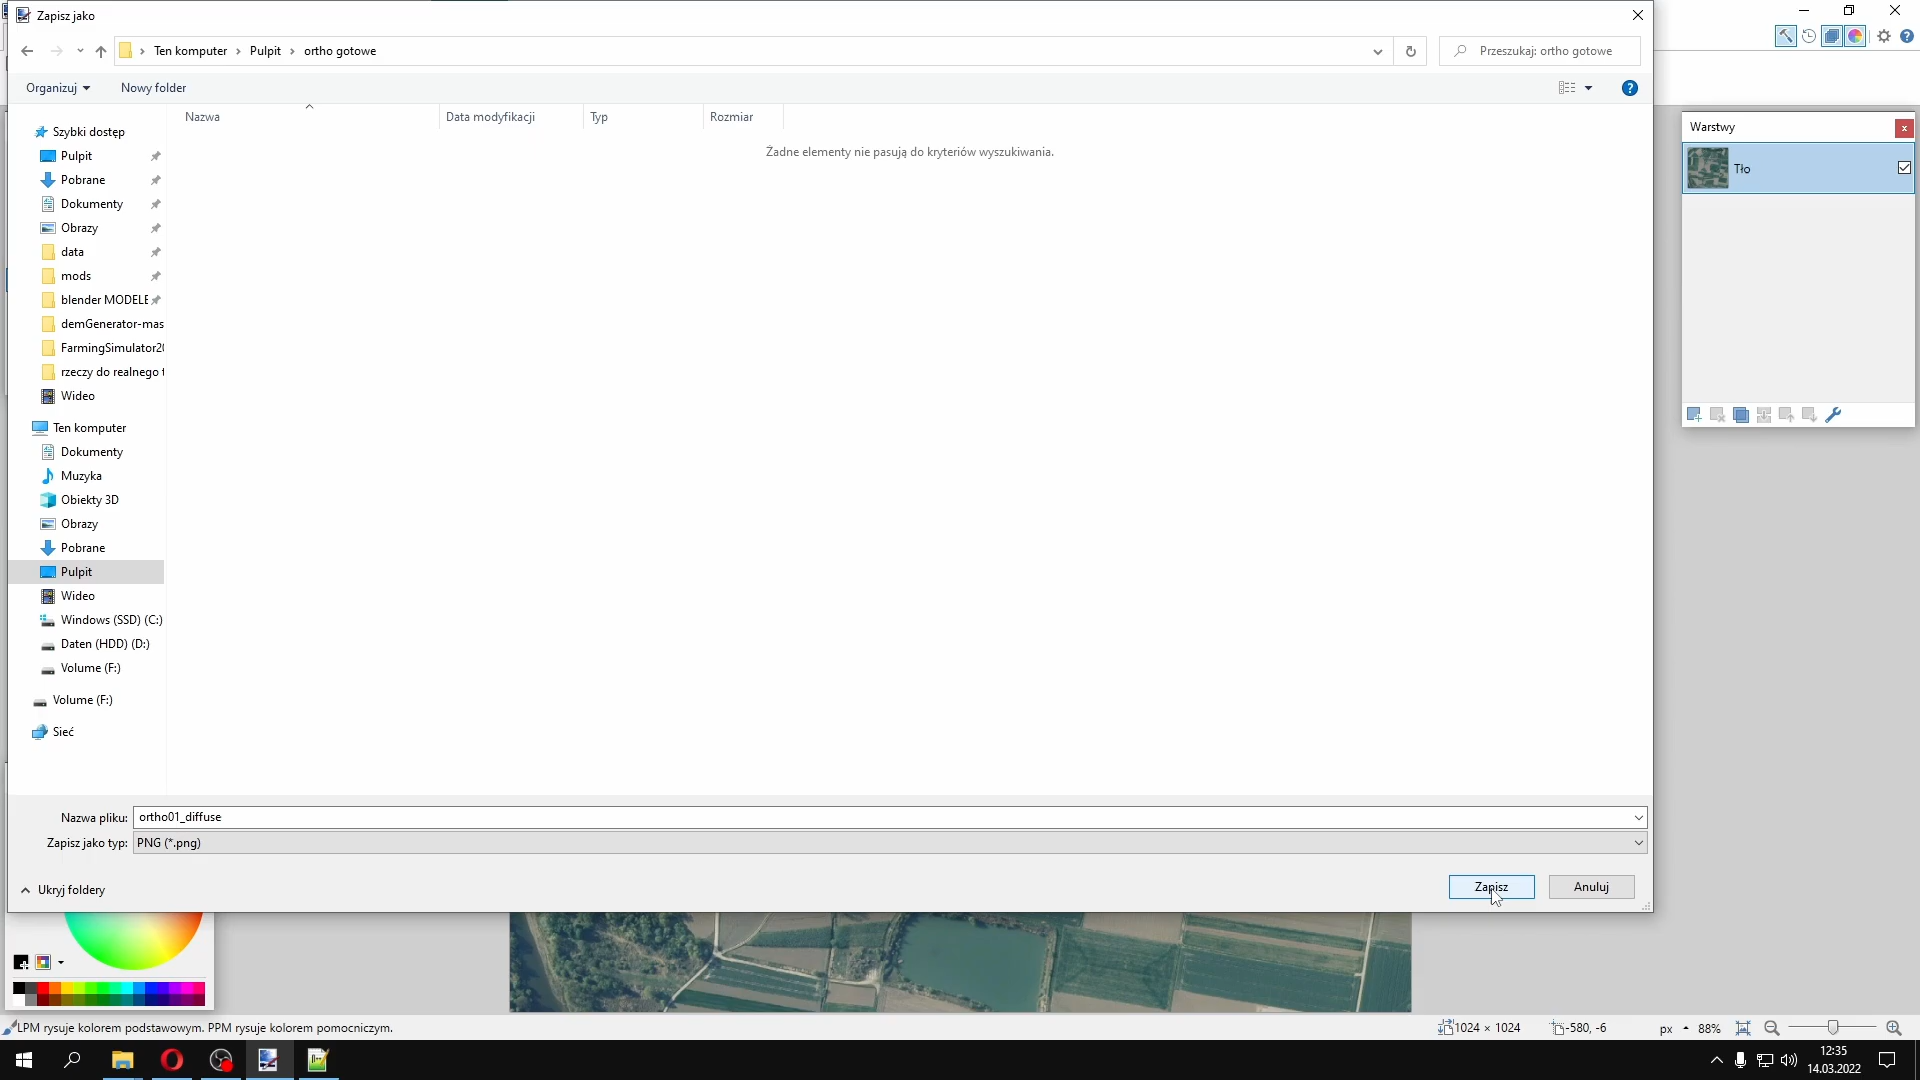 Zapisz jako
Ten komputer > Pulpit > ortho gotowe
Przeszukaj: ortho gotowe
Organizuj
Nowy folder
Nazwa
Data modyfikacji
Typ
Rozmiar
Żadne elementy nie pasują do kryteriów wyszukiwania.
Szybki dostęp
Pulpit
Pobrane
Dokumenty
Obrazy
data
mods
blender MODELE
demGenerator-mas
FarmingSimulator20
rzeczy do realnego t
Wideo
Ten komputer
Dokumenty
Muzyka
Obiekty 3D
Obrazy
Pobrane
Pulpit
Wideo
Windows (SSD) (C:)
Daten (HDD) (D:)
Volume (F:)
Volume (F:)
Sieć
Nazwa pliku: ortho01_diffuse
Zapisz jako typ: PNG (*.png)
Ukryj foldery
Zapisz
Anuluj
Warstwy
Tło
LPM rysuje kolorem podstawowym. PPM rysuje kolorem pomocniczym.
1024 × 1024
-580, -6
px
88%
12:35
14.03.2022